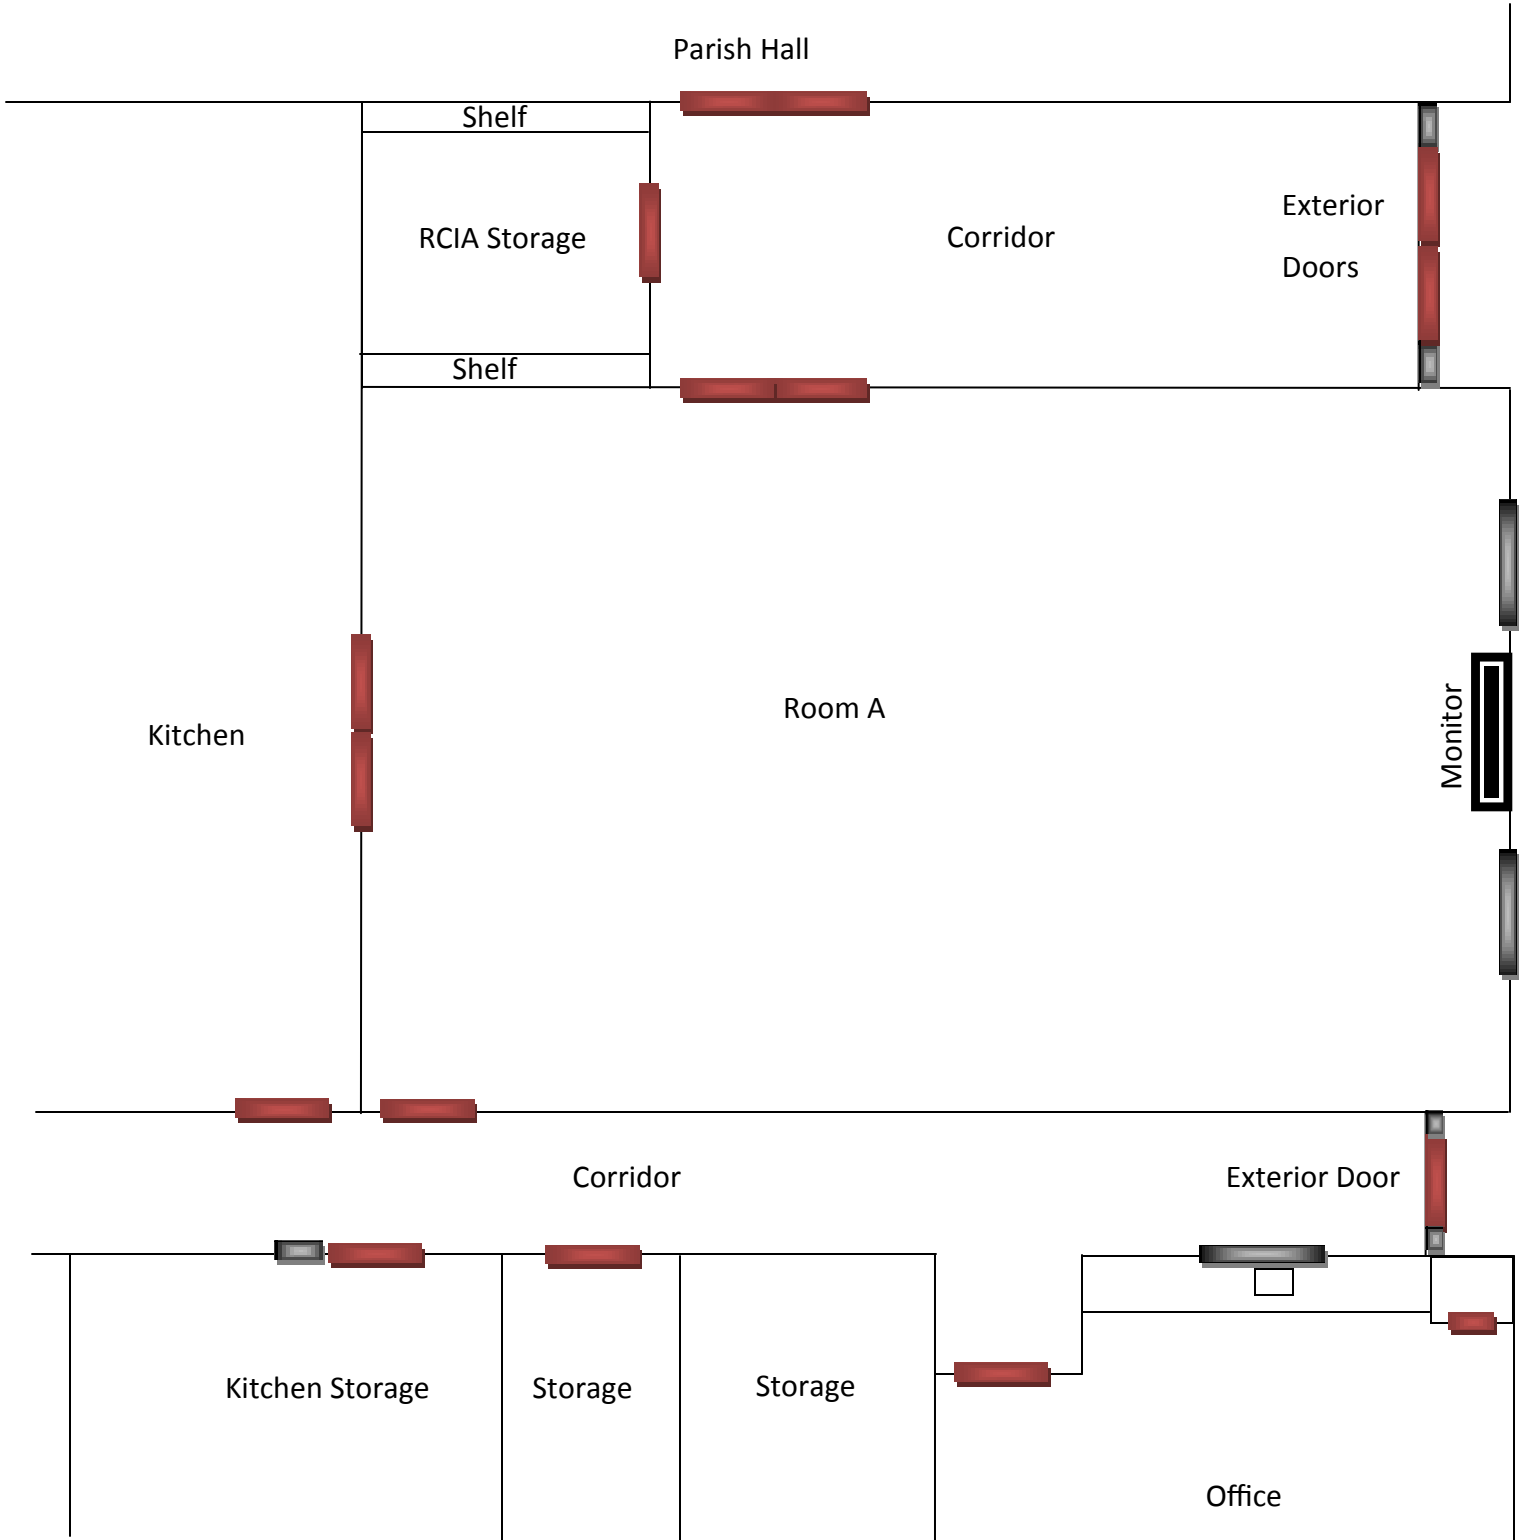 Parish Hall
Shelf
RCIA Storage
Corridor
Exterior
Doors
Shelf
Room A
Kitchen
Monitor
Corridor
Exterior Door
Kitchen Storage
Storage
Storage
Office